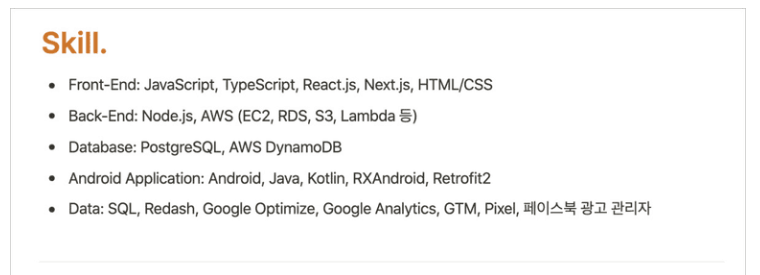 Skill.
• Front-End: JavaScript, TypeScript, React.js, Next.js, HTML/CSS
• Back-End: Node.js, AWS (EC2, RDS, S3, Lambda 등)
• Database: PostgreSQL, AWS DynamoDB
• Android Application: Android, Java, Kotlin, RXAndroid, Retrofit2
• Data: SQL, Redash, Google Optimize, Google Analytics, GTM, Pixel, 페이스북 광고 관리자